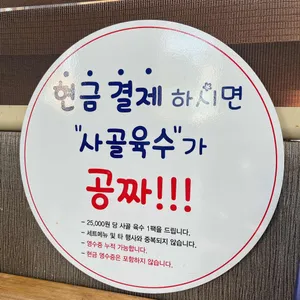 현금 결제 하시면
"사골육수"가
공짜!!!
- 25,000원 당 사골 육수 1팩을 드립니다.
- 세트메뉴 및 타 행사와 중복되지 않습니다.
- 영수증 누적 가능합니다.
- 현금 영수증은 포함하지 않습니다.